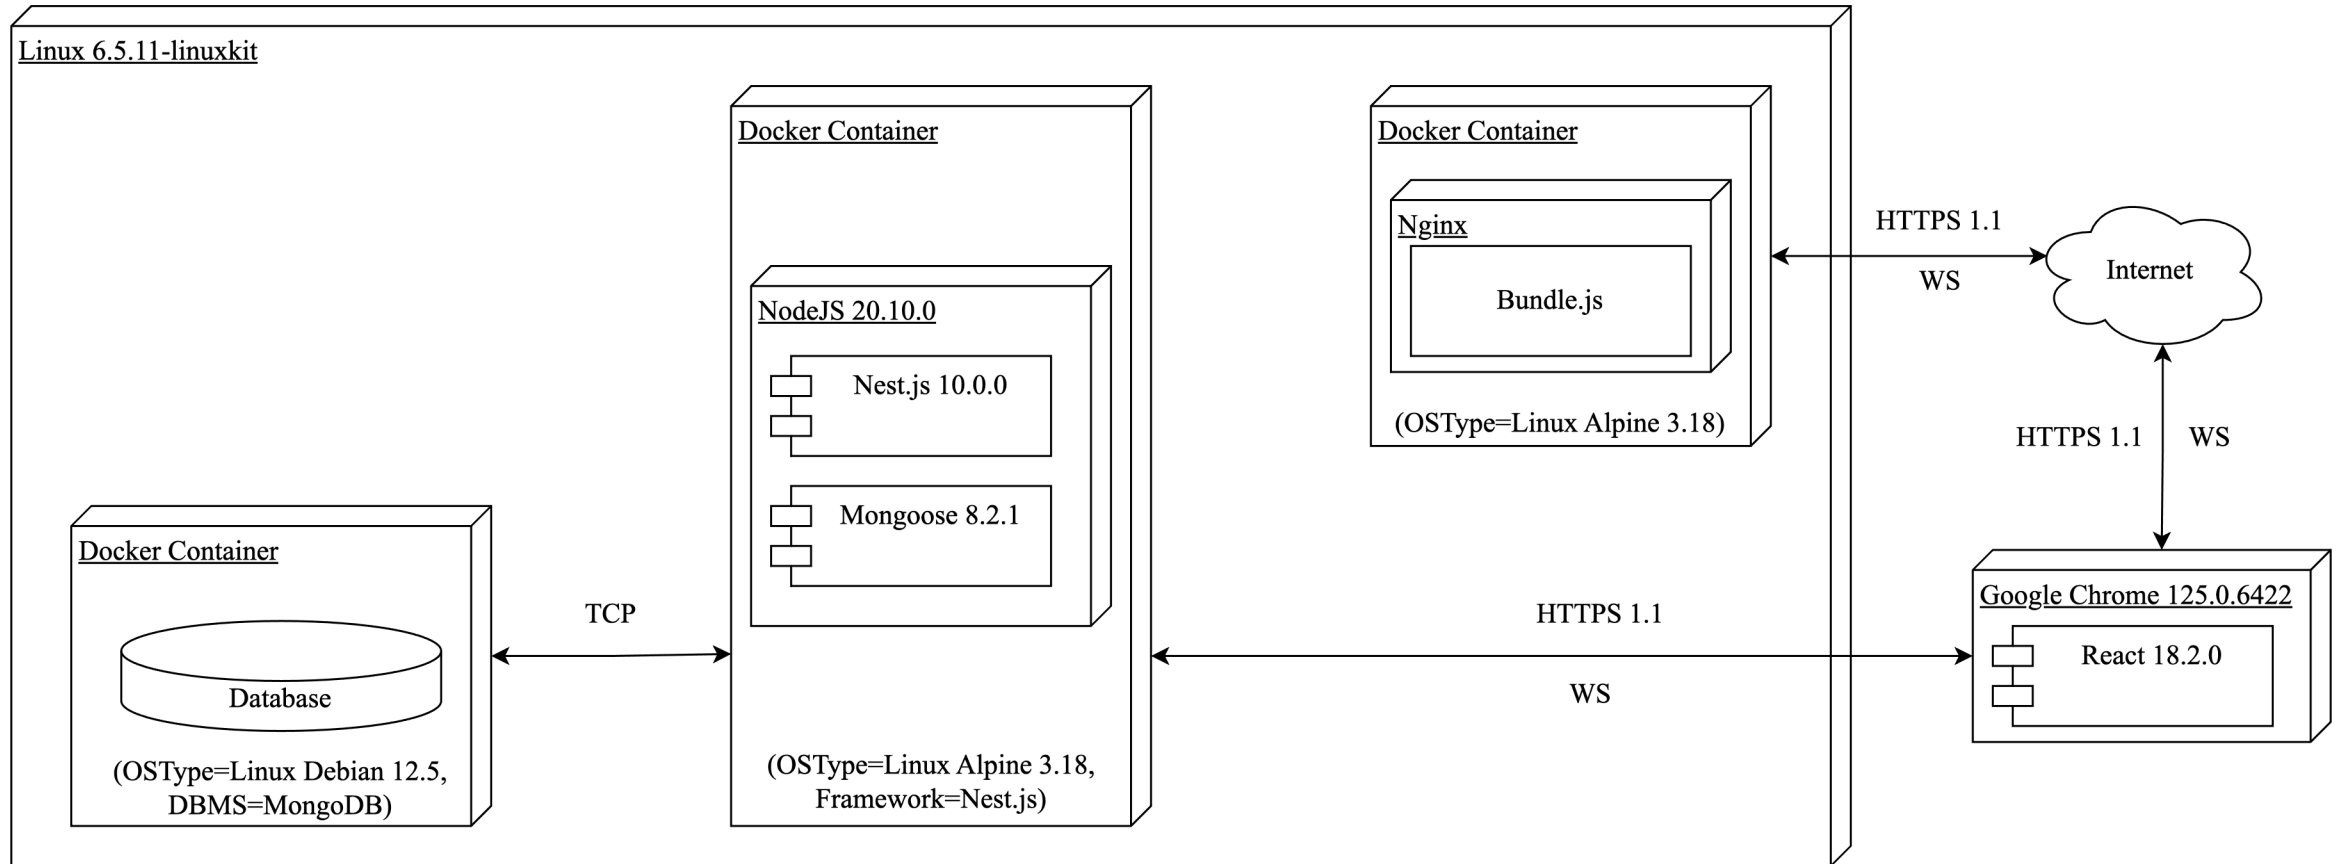 Linux 6.5.11-linuxkit
Docker Container
Docker Container
Nginx
HTTPS 1.1
Internet
WS
Bundle.js
NodeJS 20.10.0
Nest.js 10.0.0
(OSType=Linux Alpine 3.18)
HTTPS 1.1
WS
Mongoose 8.2.1
Docker Container
Google Chrome 125.0.6422
TCP
HTTPS 1.1
React 18.2.0
Database
WS
(OSType=Linux Debian 12.5,
DBMS=MongoDB)
(OSType=Linux Alpine 3.18,
Framework=Nest.js)